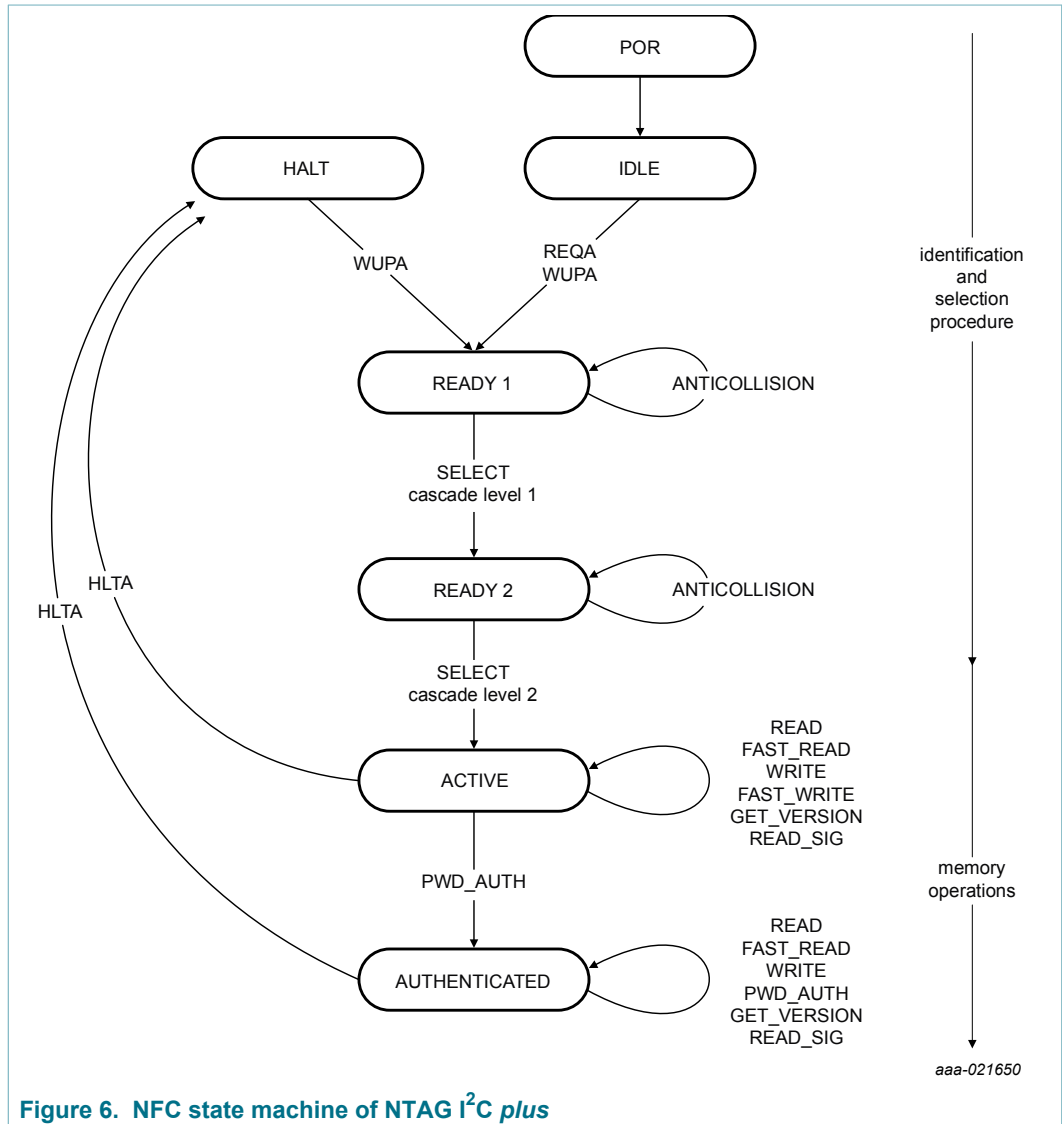 POR
HALT
IDLE
WUPA
REQA
WUPA
identification
and
selection
procedure
READY 1
ANTICOLLISION
SELECT
cascade level 1
READY 2
ANTICOLLISION
HLTA
HLTA
SELECT
cascade level 2
ACTIVE
READ
FAST_READ
WRITE
FAST_WRITE
GET_VERSION
READ_SIG
PWD_AUTH
memory
operations
AUTHENTICATED
READ
FAST_READ
WRITE
PWD_AUTH
GET_VERSION
READ_SIG
aaa-021650
Figure 6. NFC state machine of NTAG I²C plus